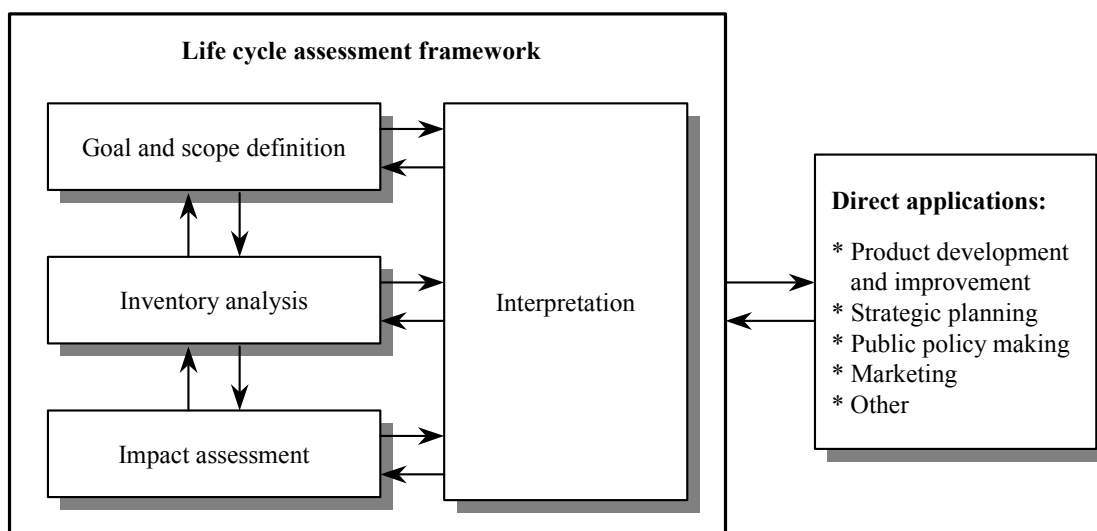 Life cycle assessment framework
Goal and scope definition
Inventory analysis
Impact assessment
Interpretation
Direct applications:
* Product development
and improvement
* Strategic planning
* Public policy making
* Marketing
* Other